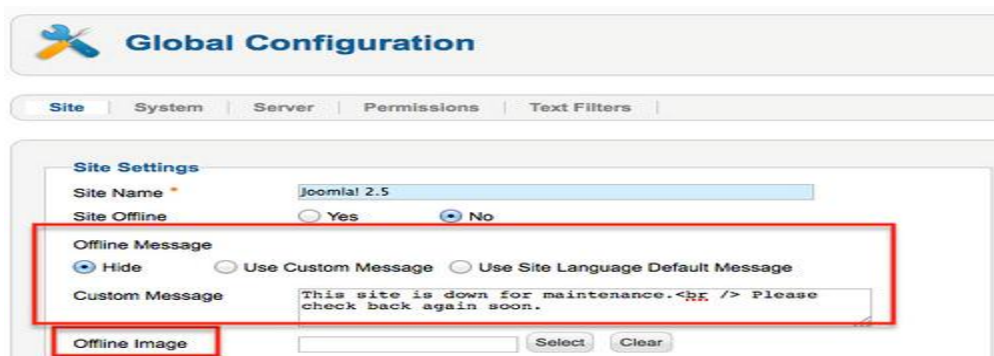 Global Configuration
Site System Server Permissions Text Filters
Site Settings
Site Name * Joomla! 2.5
Site Offline Yes No
Offline Message
Hide Use Custom Message Use Site Language Default Message
Custom Message This site is down for maintenance.<br /> Please
check back again soon.
Offline Image Select Clear